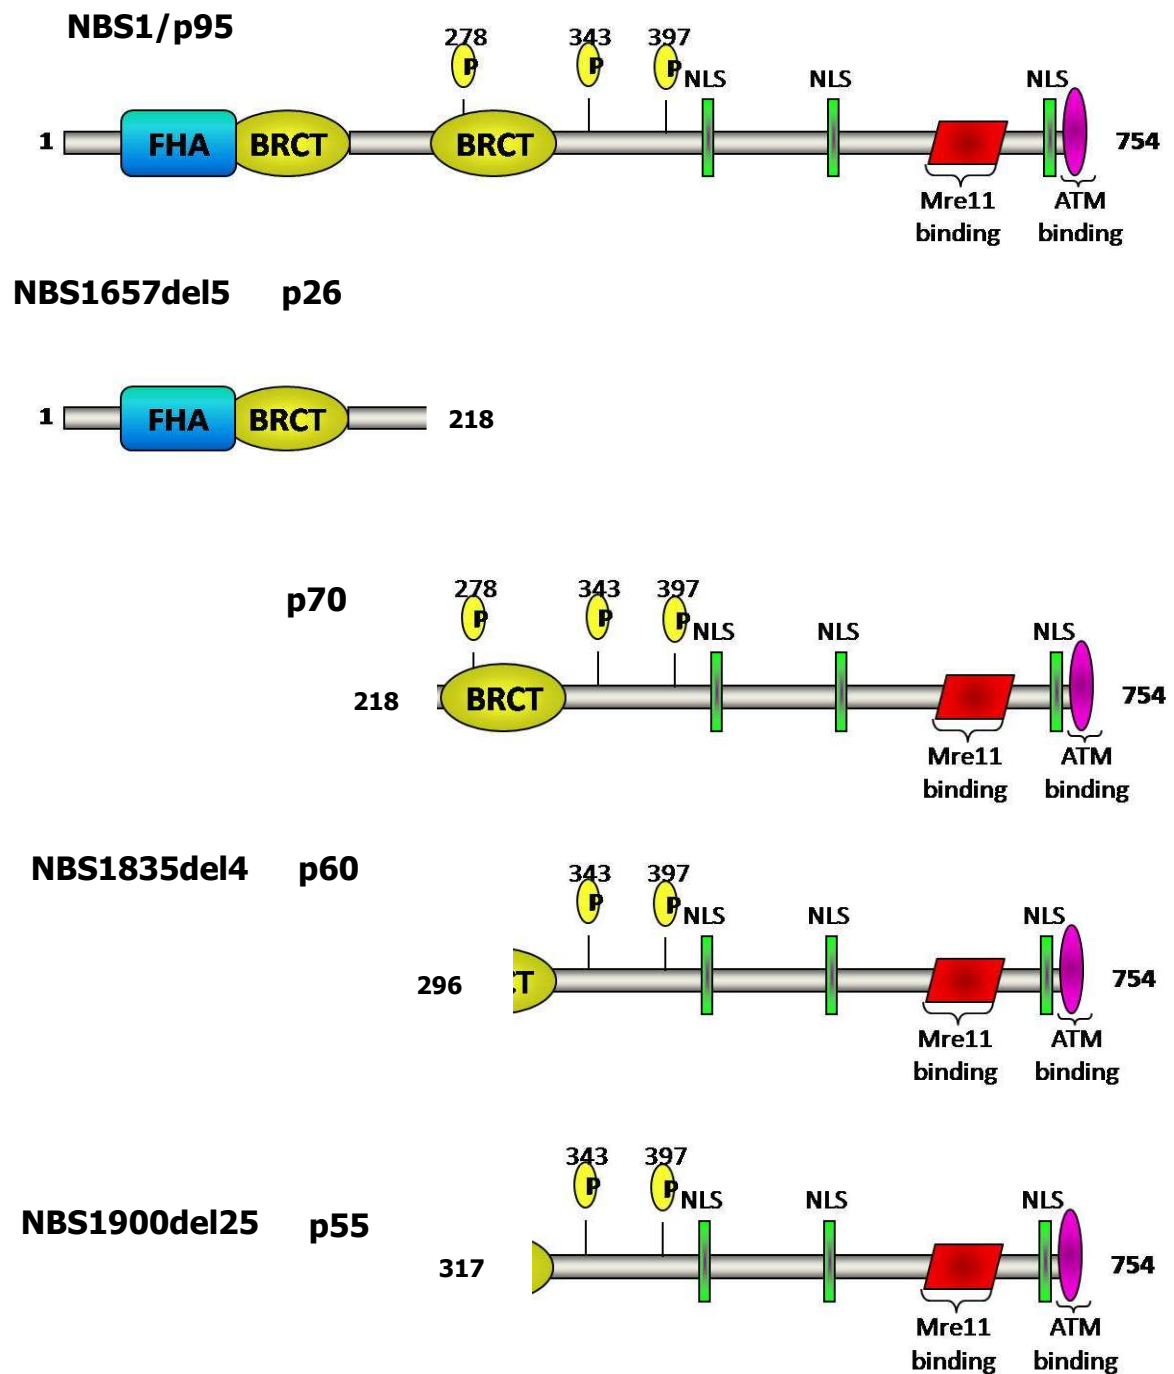 NBS1/p95
278 343 397
P P P
NLS NLS NLS
1 FHA BRCT BRCT 754
Mre11 ATM
binding binding
NBS1657del5 p26
1 FHA BRCT 218
p70
278 343 397
P P P
NLS NLS NLS
218 BRCT 754
Mre11 ATM
binding binding
NBS1835del4 p60
343 397
P P
NLS NLS NLS
296 CT 754
Mre11 ATM
binding binding
NBS1900del25 p55
343 397
P P
NLS NLS NLS
317 754
Mre11 ATM
binding binding